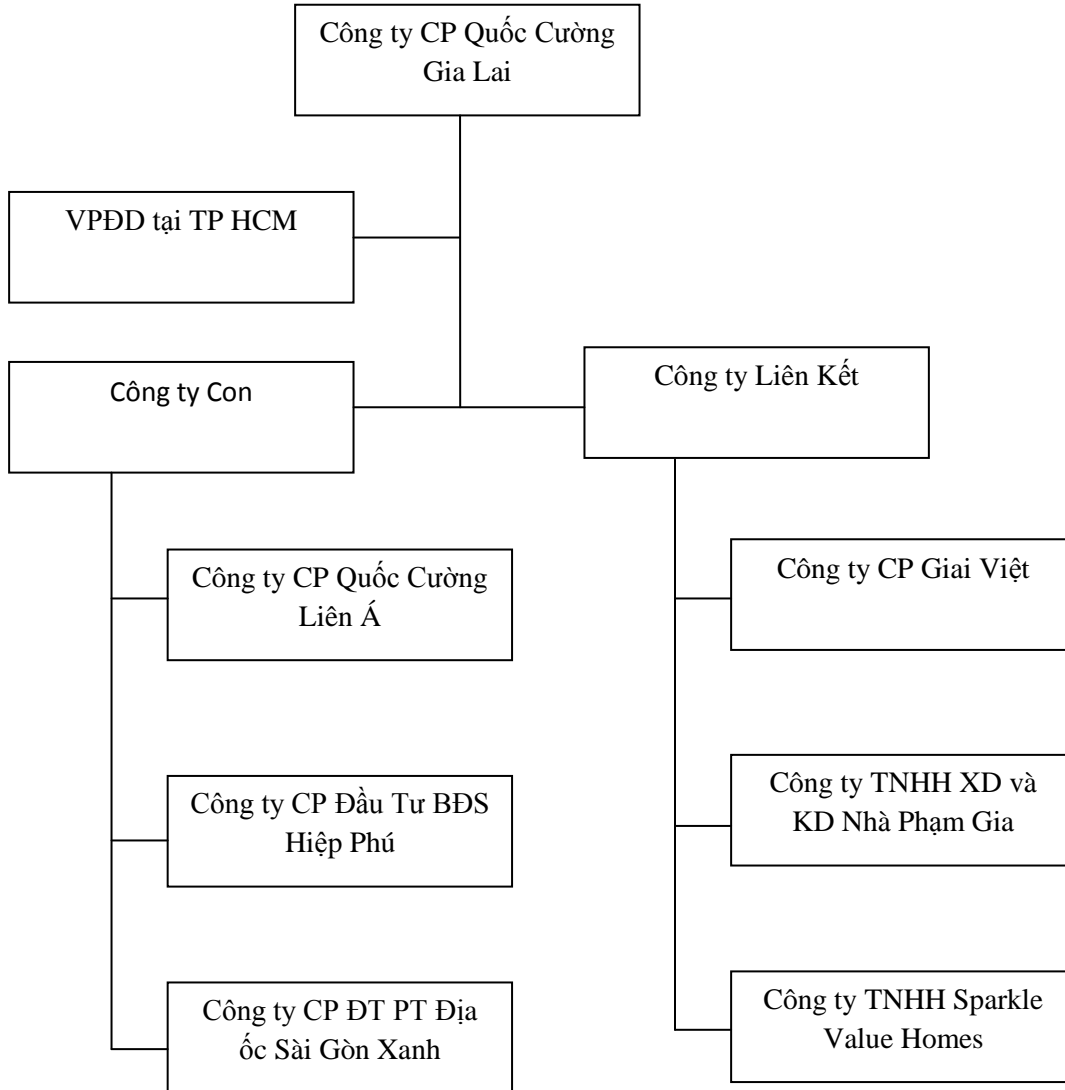 Công ty CP Quốc Cường
Gia Lai
VPĐD tại TP HCM
Công ty Con
Công ty Liên Kết
Công ty CP Quốc Cường
Liên Á
Công ty CP Đầu Tư BĐS
Hiệp Phú
Công ty CP ĐT PT Địa
ốc Sài Gòn Xanh
Công ty CP Giai Việt
Công ty TNHH XD và
KD Nhà Phạm Gia
Công ty TNHH Sparkle
Value Homes